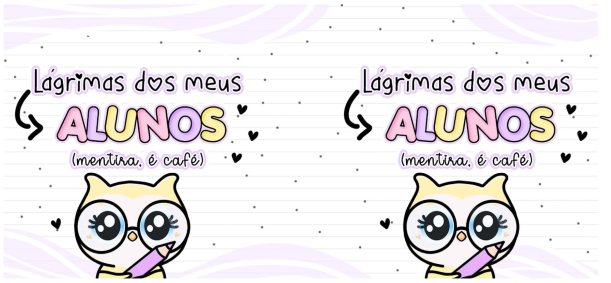 Lágrimas dos meus
ALUNOS
(mentira, é café)
Lágrimas dos meus
ALUNOS
(mentira, é café)